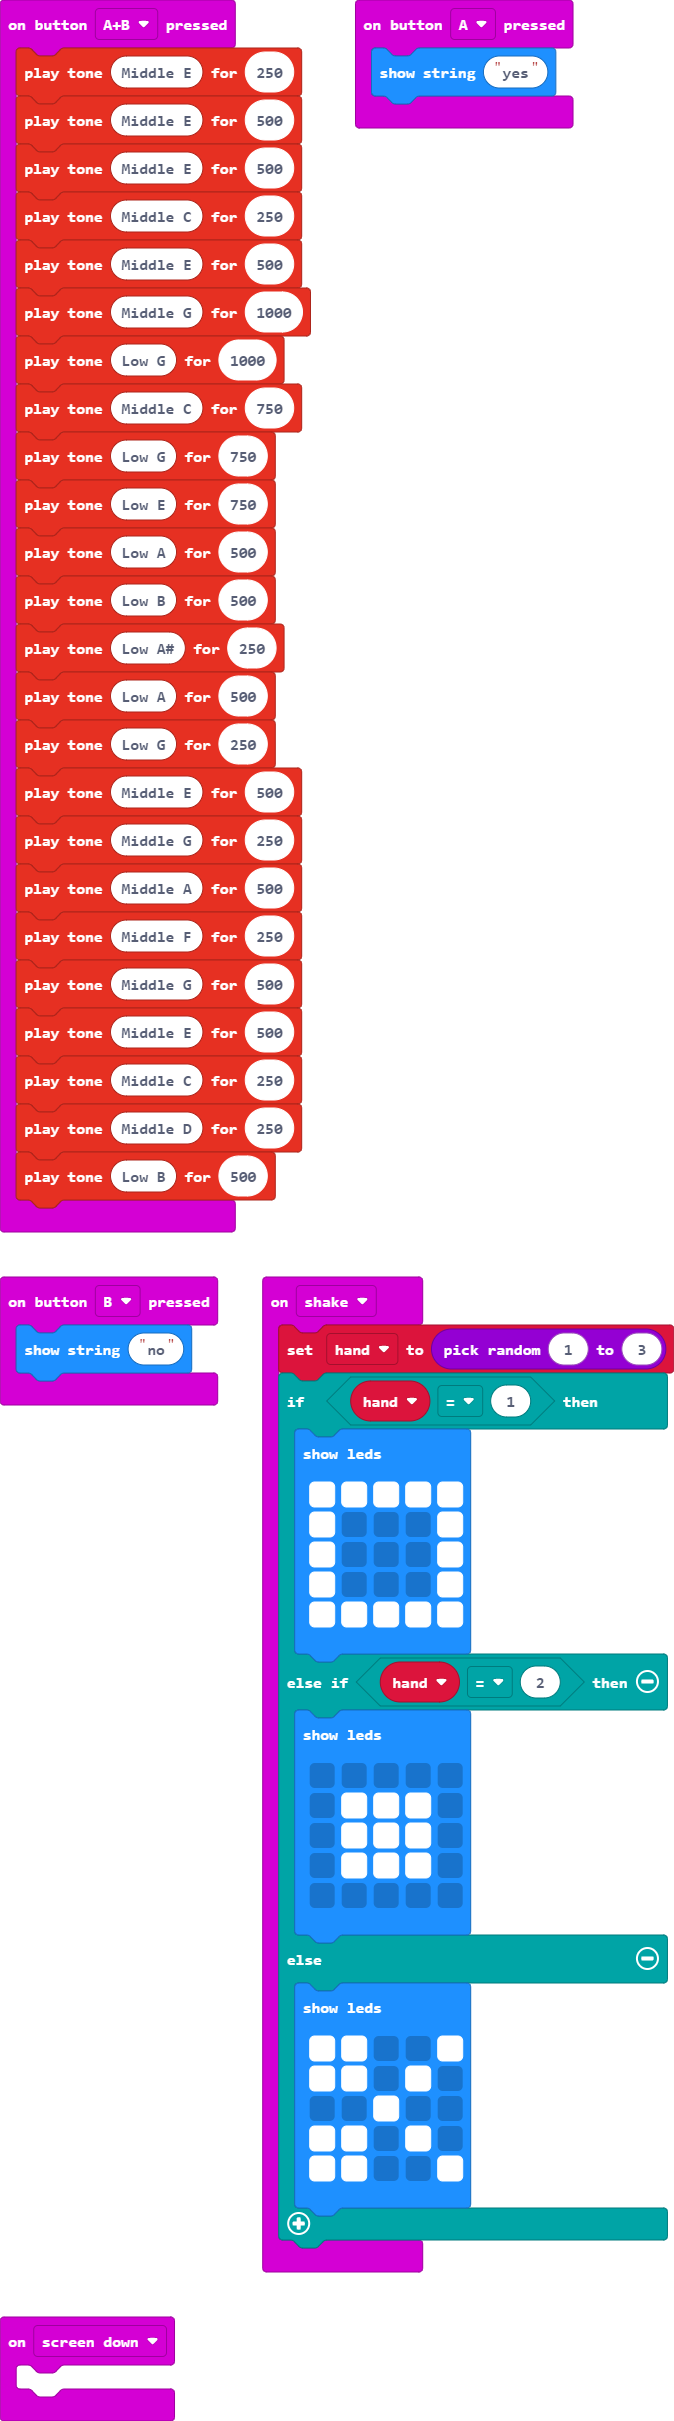 on button A+B pressed
play tone Middle E for 250
play tone Middle E for 500
play tone Middle E for 500
play tone Middle C for 250
play tone Middle E for 500
play tone Middle G for 1000
play tone Low G for 1000
play tone Middle C for 750
play tone Low G for 750
play tone Low E for 750
play tone Low A for 500
play tone Low B for 500
play tone Low A# for 250
play tone Low A for 500
play tone Low G for 250
play tone Middle E for 500
play tone Middle G for 250
play tone Middle A for 500
play tone Middle F for 250
play tone Middle G for 500
play tone Middle E for 500
play tone Middle C for 250
play tone Middle D for 250
play tone Low B for 500
on button A pressed
show string "yes"
on button B pressed
show string "no"
on shake
set hand to pick random 1 to 3
if hand = 1 then
show leds
else if hand = 2 then
show leds
else
show leds
on screen down